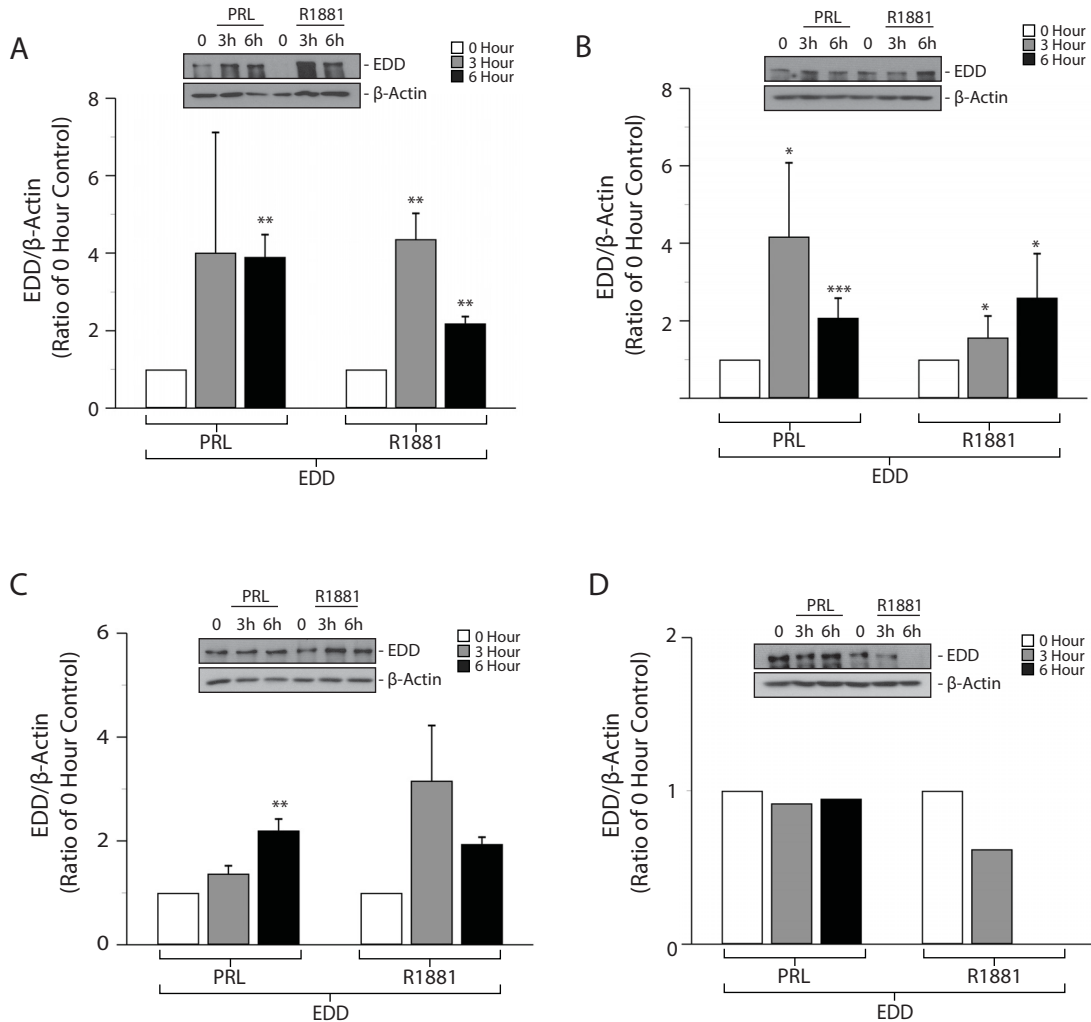 A
PRL R1881
0 3h 6h 0 3h 6h
- EDD
- β-Actin
0 Hour
3 Hour
6 Hour
EDD/β-Actin
(Ratio of 0 Hour Control)
8
6
4
2
0
**
**
**
PRL R1881
EDD
B
PRL R1881
0 3h 6h 0 3h 6h
- EDD
- β-Actin
0 Hour
3 Hour
6 Hour
EDD/β-Actin
(Ratio of 0 Hour Control)
8
6
4
2
*
***
*
*
PRL R1881
EDD
C
PRL R1881
0 3h 6h 0 3h 6h
- EDD
- β-Actin
0 Hour
3 Hour
6 Hour
EDD/β-Actin
(Ratio of 0 Hour Control)
6
4
2
0
**
PRL R1881
EDD
D
PRL R1881
0 3h 6h 0 3h 6h
- EDD
- β-Actin
0 Hour
3 Hour
6 Hour
EDD/β-Actin
(Ratio of 0 Hour Control)
2
1
0
PRL R1881
EDD